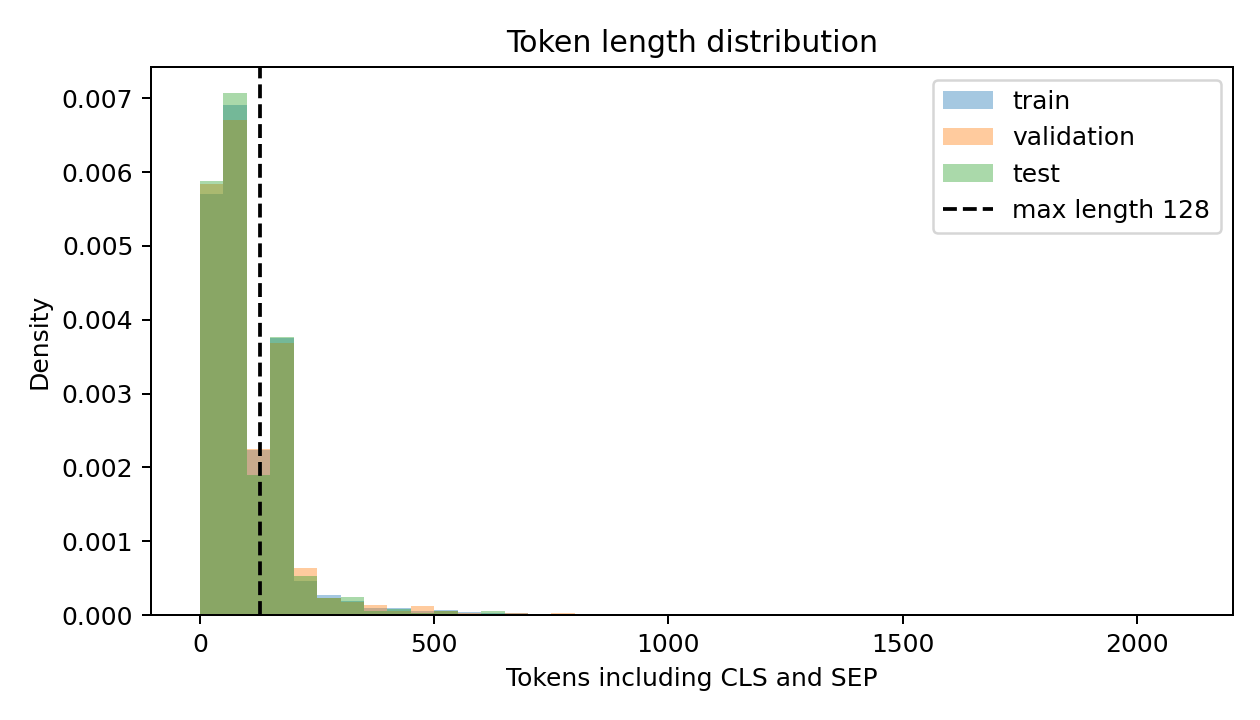 Token length distribution
train
validation
test
max length 128
Density
0.007
0.006
0.005
0.004
0.003
0.002
0.001
0.000
0 500 1000 1500 2000
Tokens including CLS and SEP